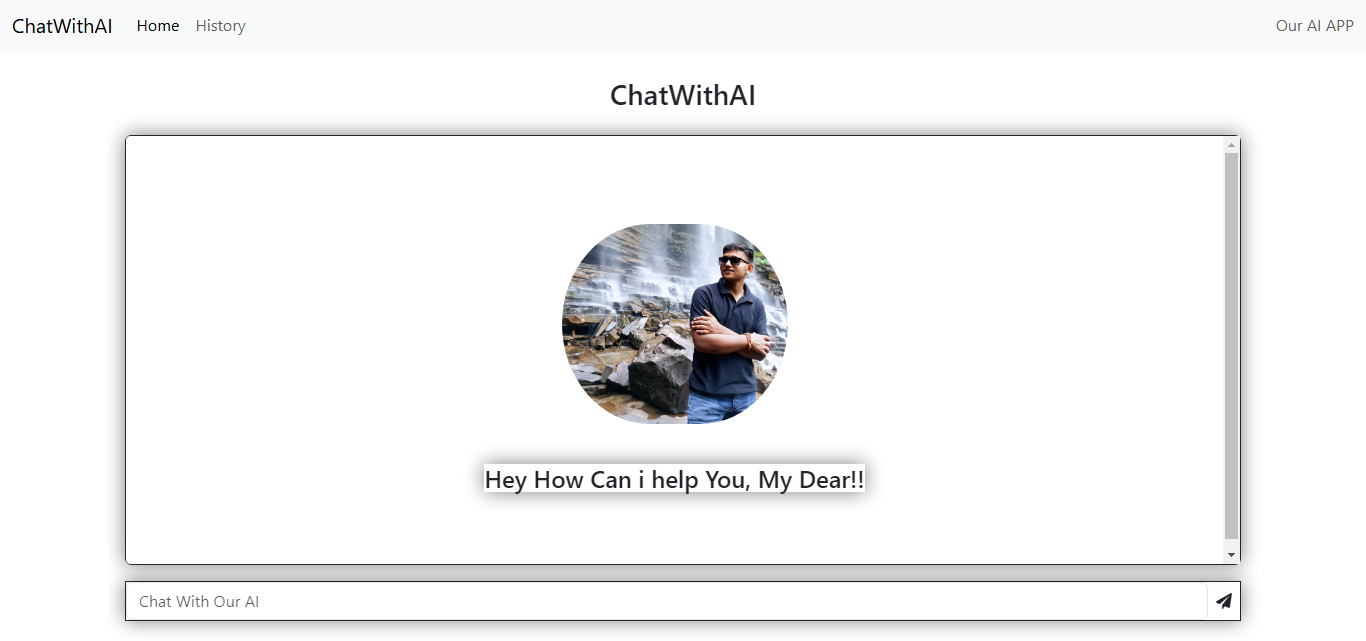 ChatWithAI Home History Our AI APP
ChatWithAI
Hey How Can i help You, My Dear!!
Chat With Our AI